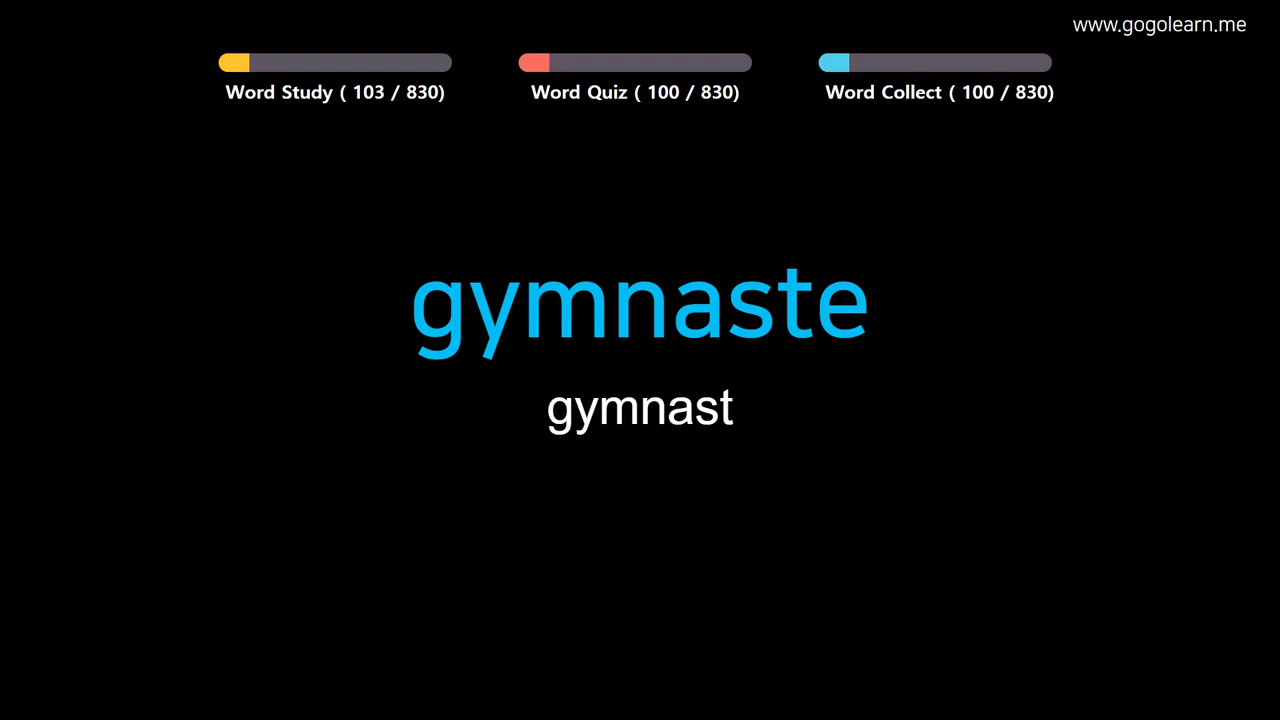 www.gogolearn.me
Word Study ( 103 / 830)
Word Quiz ( 100 / 830)
Word Collect ( 100 / 830)
gymnaste
gymnast